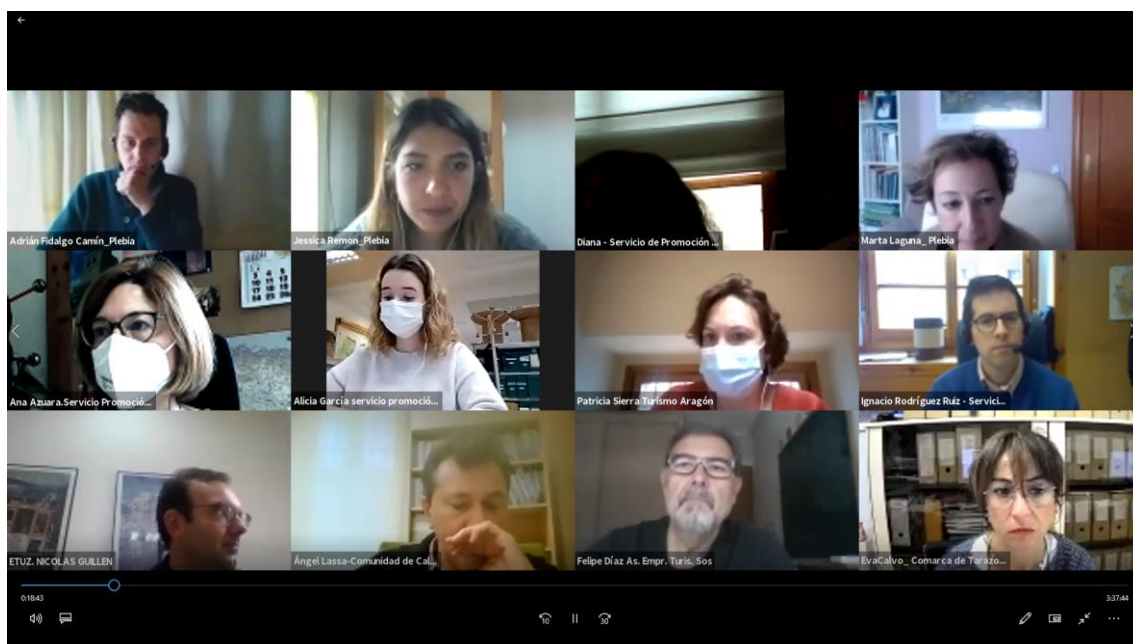 Adrián Fidalgo Camín_Plebia
Jessica Remon_Plebia
Diana - Servicio de Promoción ...
Marta Laguna_ Plebia
Ana Azuara.Servicio Promoció...
Alicia García servicio promoció...
Patricia Sierra Turismo Aragón
Ignacio Rodríguez Ruiz - Servici...
ETUZ. NICOLAS GUILLEN
Ángel Lassa-Comunidad de Cal...
Felipe Díaz As. Empr. Turis. Sos
EvaCalvo_ Comarca de Tarazo...
0:18:43
3:37:44
10
30